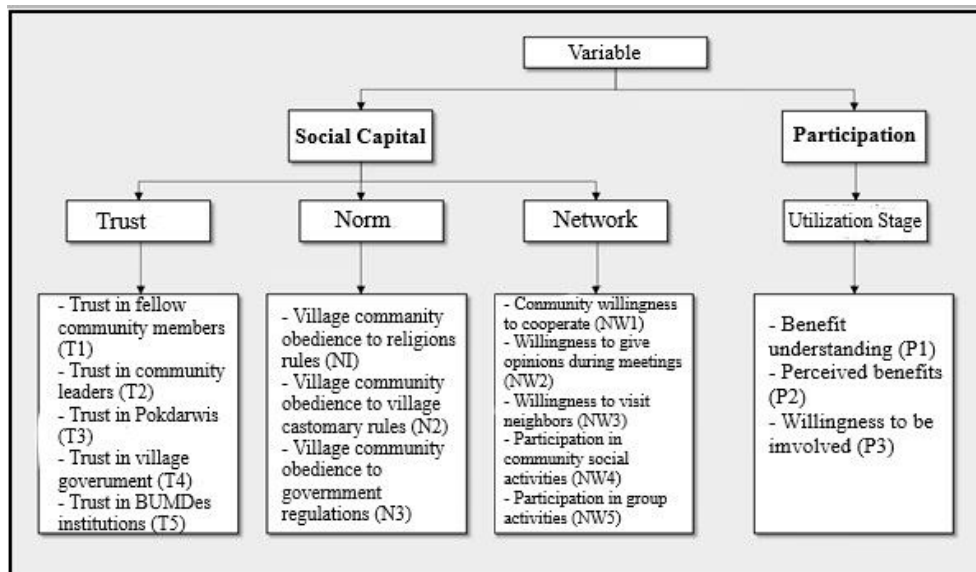 Variable
Social Capital
Participation
Trust
Norm
Network
Utilization Stage
- Trust in fellow
community members
(T1)
- Trust in community
leaders (T2)
- Trust in Pokdarwis
(T3)
- Trust in village
goverument (T4)
- Trust in BUMDes
institutions (T5)
- Village commanity
obedience to religions
rules (NI)
- Village community
obedience to village
castomary rules (N2)
- Village community
obedience to
govermment
regulations (N3)
- Conmunity willingness
to cooperate (NW1)
- Willingness to give
opinions during meetings
(NW2)
- Willingness to visit
neighbors (NW3)
- Participation in
community social
activities (NW4)
- Participation in group
activities (NW5)
- Benefit
understanding (P1)
- Perceived benefits
(P2)
- Willingness to be
imvolved (P3)